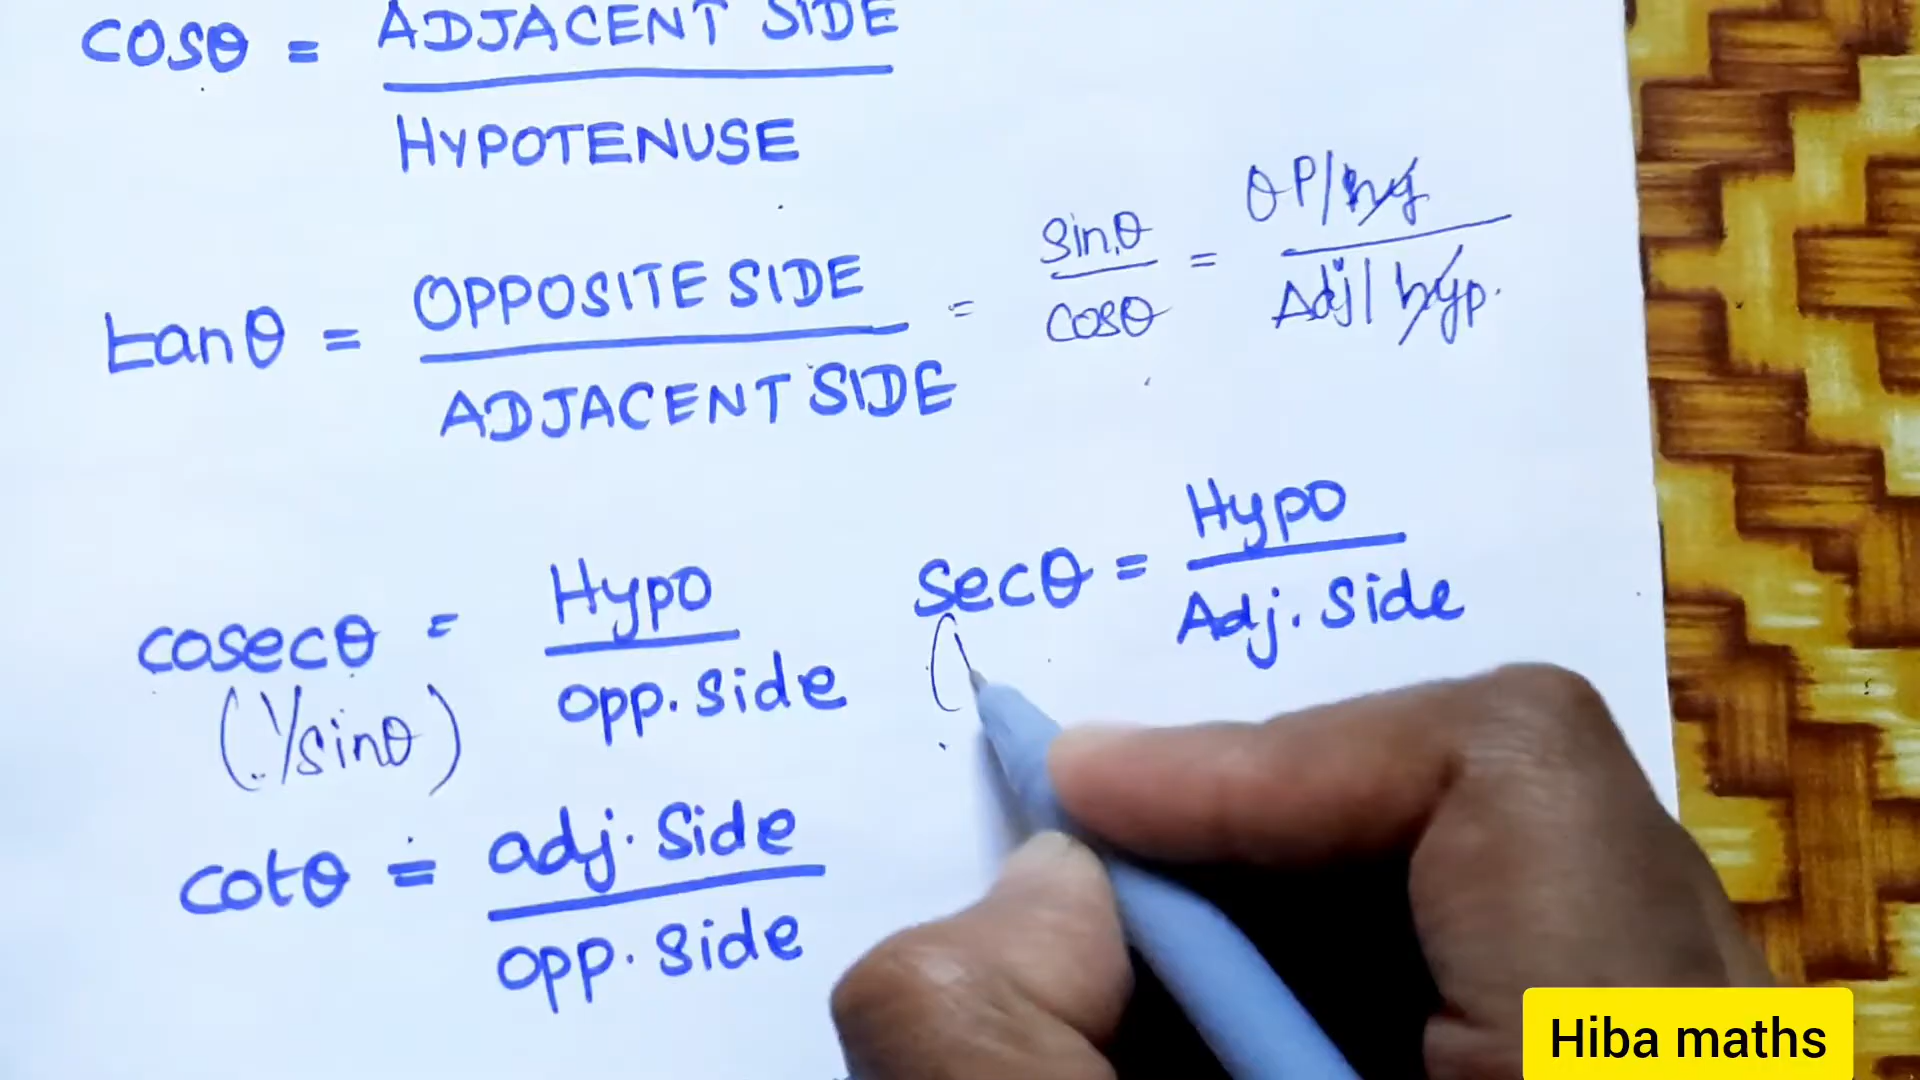 cosθ = ADJACENT SIDE
HYPOTENUSE
tanθ = OPPOSITE SIDE / ADJACENT SIDE = sinθ / cosθ = OP/hy / Adj/hyp.
cosecθ = Hypo / opp. side
(1/sinθ)
secθ = Hypo / Adj. side
(
cotθ = adj. side / opp. side
Hiba maths